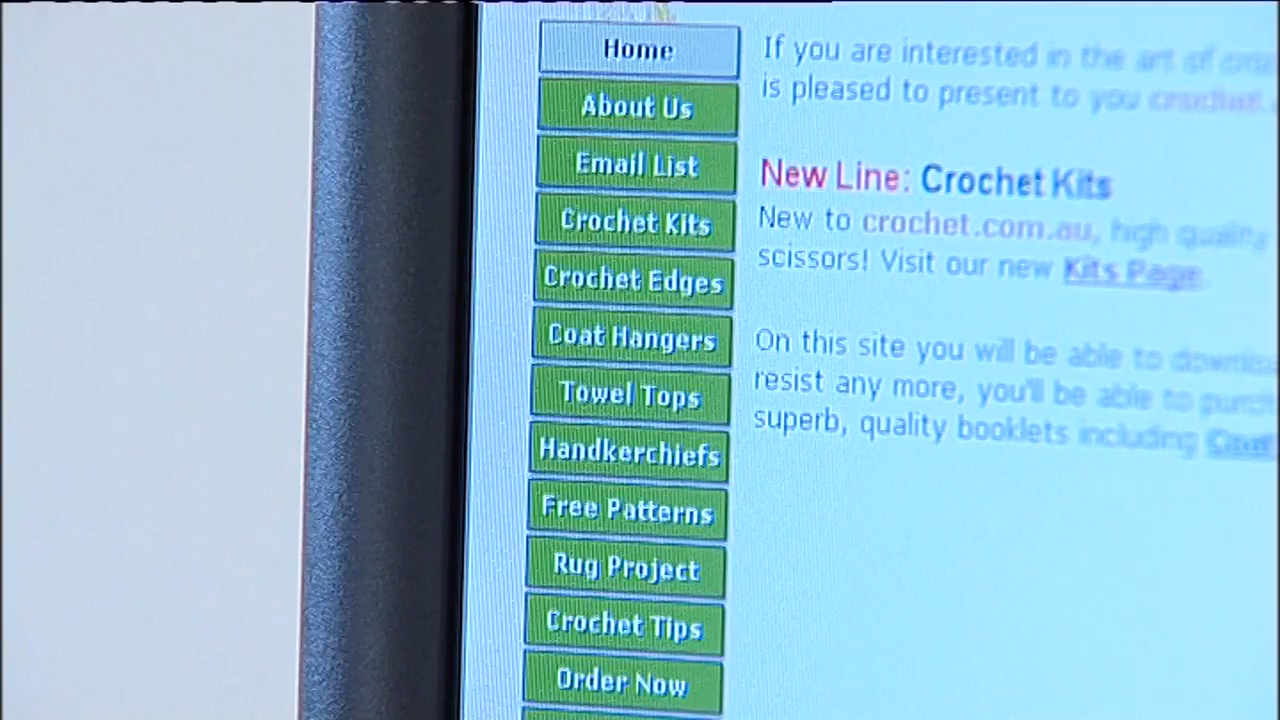 Home
About Us
Email List
Crochet Kits
Crochet Edges
Coat Hangers
Towel Tops
Handkerchiefs
Free Patterns
Rug Project
Crochet Tips
Order Now
If you are interested in the art of
is pleased to present to you crochet.
New Line: Crochet Kits
New to crochet.com.au, high quality
scissors! Visit our new Kits Page
On this site you will be able to
resist any more, you'll be able to
superb, quality booklets including